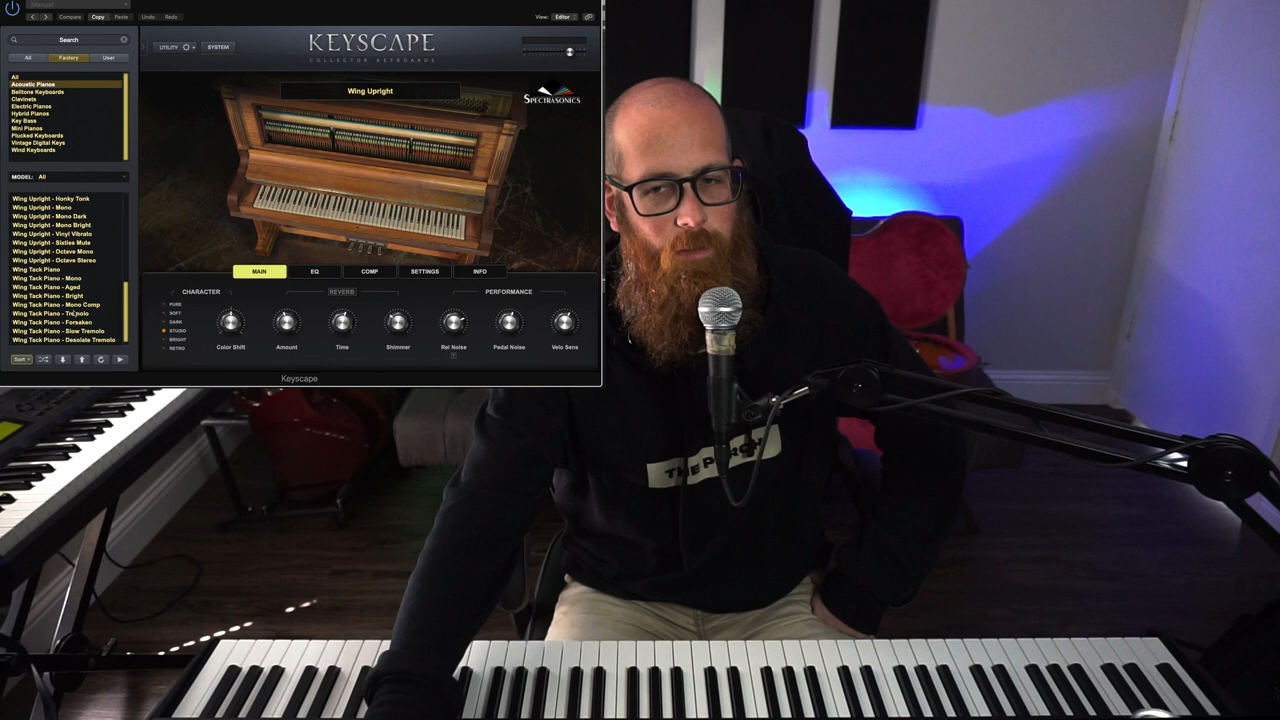 Manual
Compare Copy Paste Undo Redo
View: Editor
Search
All Factory User
UTILITY SYSTEM
KEYSCAPE
COLLECTOR KEYBOARDS
Wing Upright
SPECTRASONICS
All
Acoustic Pianos
Belltone Keyboards
Clavinets
Electric Pianos
Hybrid Pianos
Key Bass
Mini Pianos
Plucked Keyboards
Vintage Digital Keys
Wind Keyboards
MODEL: All
Wing Upright - Honky Tonk
Wing Upright - Mono
Wing Upright - Mono Dark
Wing Upright - Mono Bright
Wing Upright - Vinyl Vibrato
Wing Upright - Sixties Mute
Wing Upright - Octave Mono
Wing Upright - Octave Stereo
Wing Tack Piano
Wing Tack Piano - Mono
Wing Tack Piano - Aged
Wing Tack Piano - Bright
Wing Tack Piano - Mono Comp
Wing Tack Piano - Tremolo
Wing Tack Piano - Forsaken
Wing Tack Piano - Slow Tremolo
Wing Tack Piano - Desolate Tremolo
Sort
MAIN EQ COMP SETTINGS INFO
CHARACTER REVERB PERFORMANCE
PURE
SOFT
DARK
STUDIO
BRIGHT
RETRO
Color Shift Amount Time Shimmer Rel Noise Pedal Noise Velo Sens
Keyscape
THE PORCH